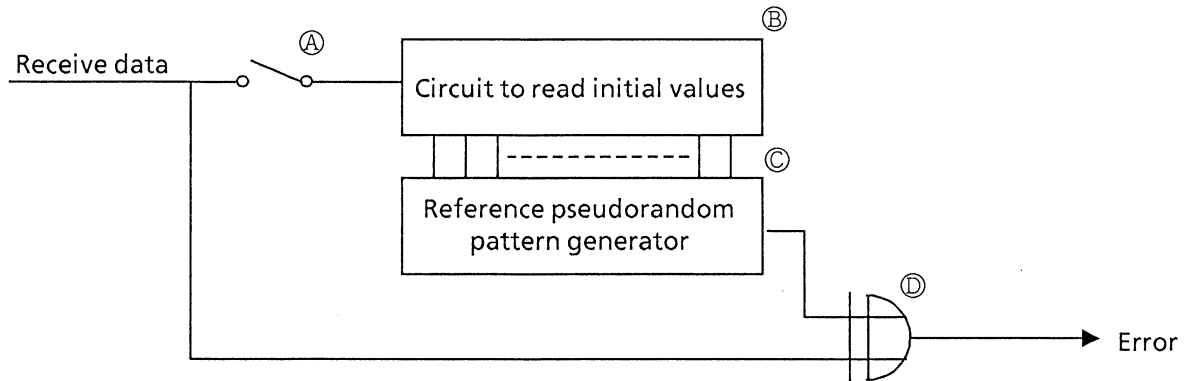 Ⓑ
Ⓐ
Receive data
Circuit to read initial values
Ⓒ
Reference pseudorandom
pattern generator
Ⓓ
Error